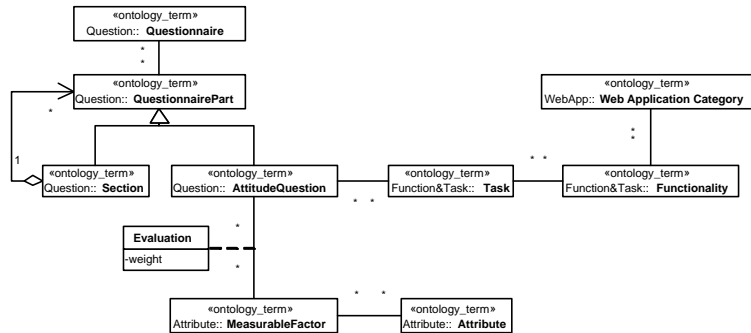 «ontology_term»
Question:: Questionnaire
*
*
«ontology_term»
Question:: QuestionnairePart
*
«ontology_term»
WebApp:: Web Application Category
*
*
1
«ontology_term»
Question:: Section
«ontology_term»
Question:: AttitudeQuestion
* *
«ontology_term»
Function&Task:: Task
* *
«ontology_term»
Function&Task:: Functionality
*
Evaluation
-weight
*
«ontology_term»
Attribute:: MeasurableFactor
* *
«ontology_term»
Attribute:: Attribute